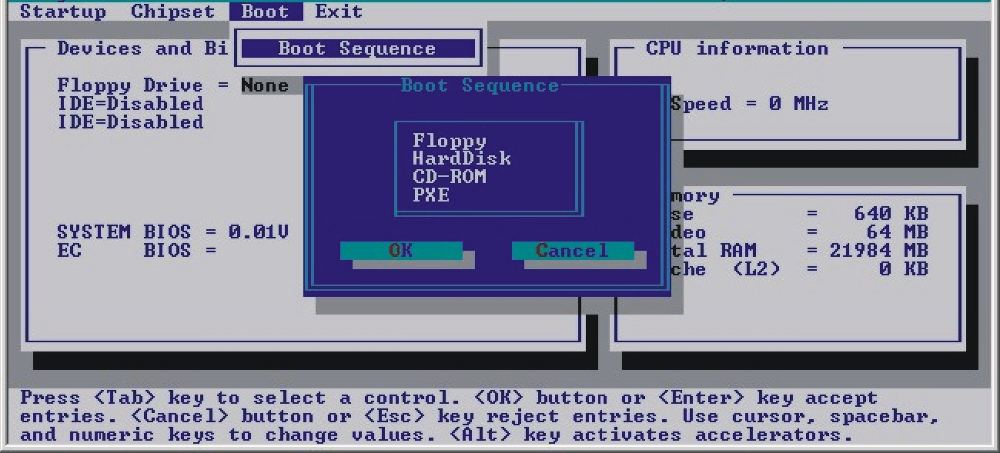 Startup Chipset Boot Exit
Boot Sequence
Devices and Bi
Floppy Drive = None
IDE=Disabled
IDE=Disabled
SYSTEM BIOS = 0.01V
EC BIOS =
Boot Sequence
Floppy
HardDisk
CD-ROM
PXE
OK Cancel
CPU information
Speed = 0 MHz
mory
se = 640 KB
deo = 64 MB
tal RAM = 21984 MB
che (L2) = 0 KB
Press <Tab> key to select a control. <OK> button or <Enter> key accept
entries. <Cancel> button or <Esc> key reject entries. Use cursor, spacebar,
and numeric keys to change values. <Alt> key activates accelerators.